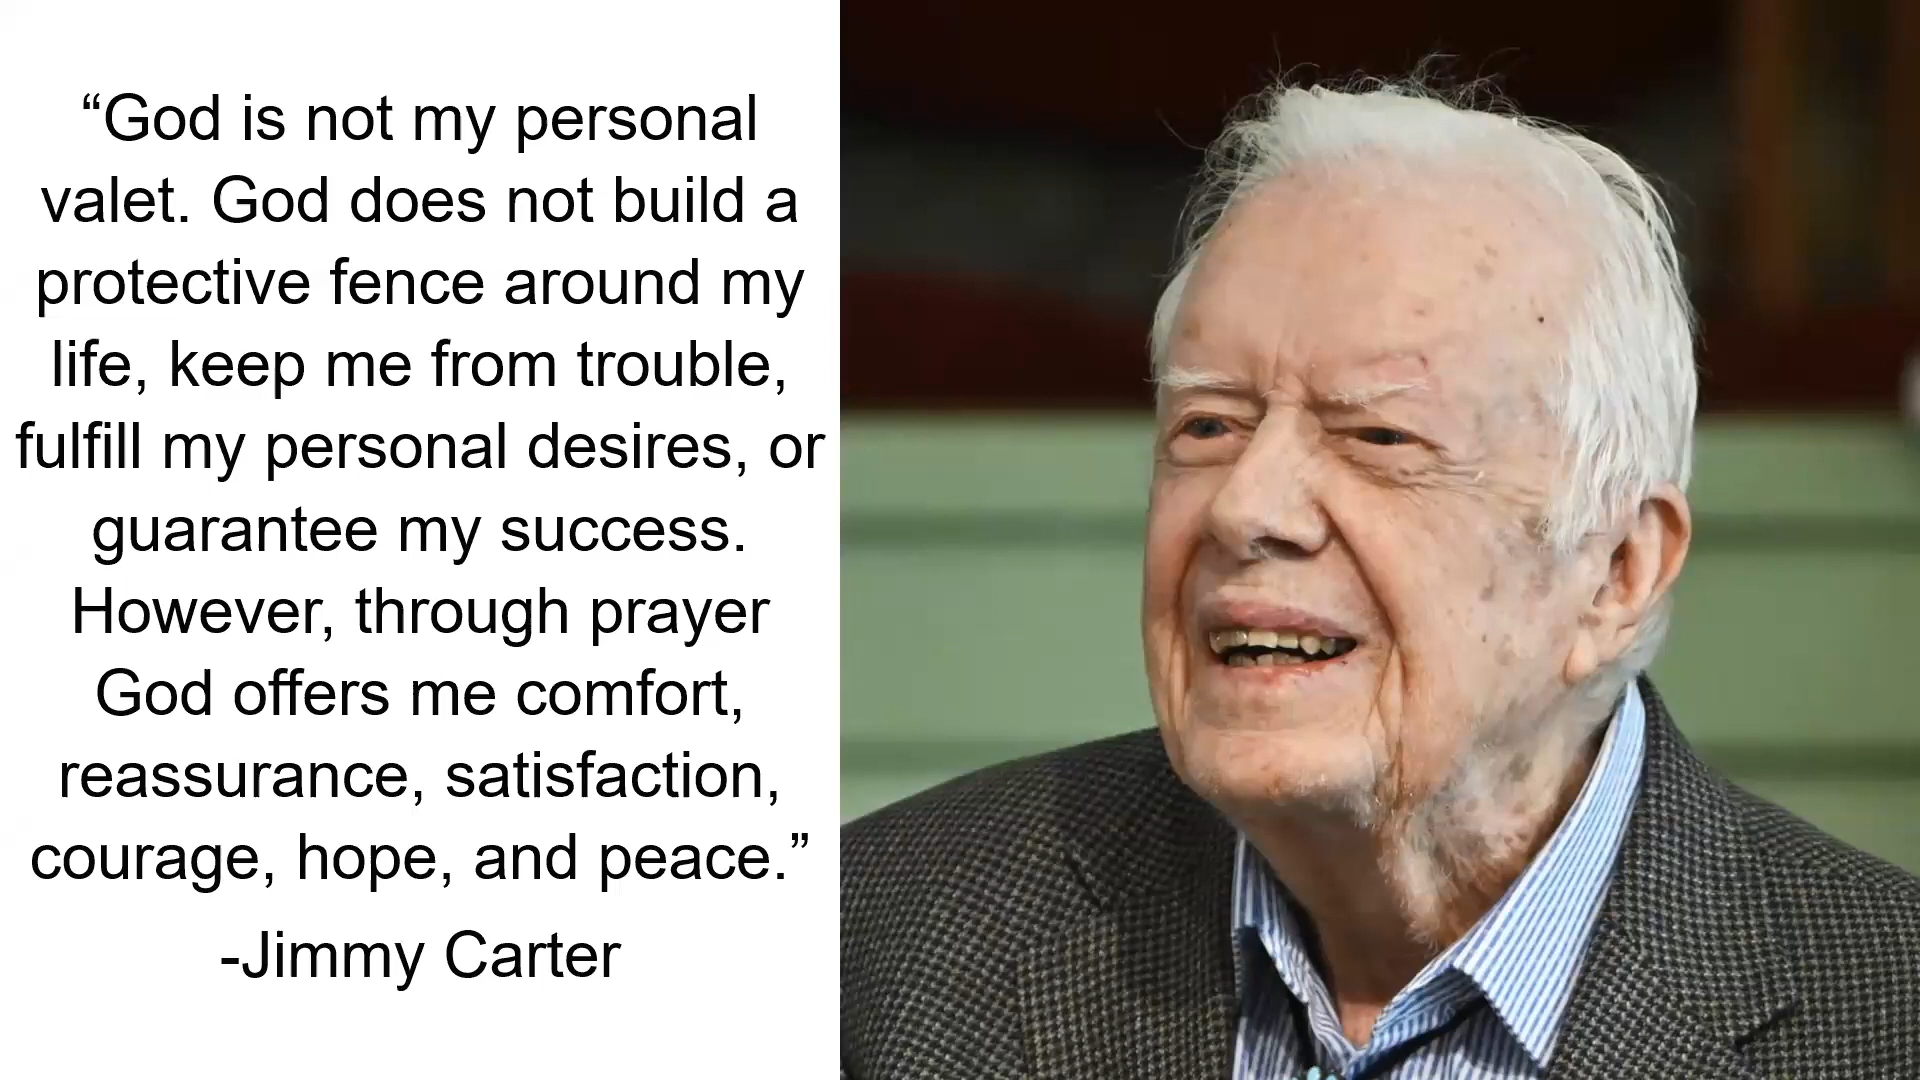 “God is not my personal
valet. God does not build a
protective fence around my
life, keep me from trouble,
fulfill my personal desires, or
guarantee my success.
However, through prayer
God offers me comfort,
reassurance, satisfaction,
courage, hope, and peace.”
-Jimmy Carter